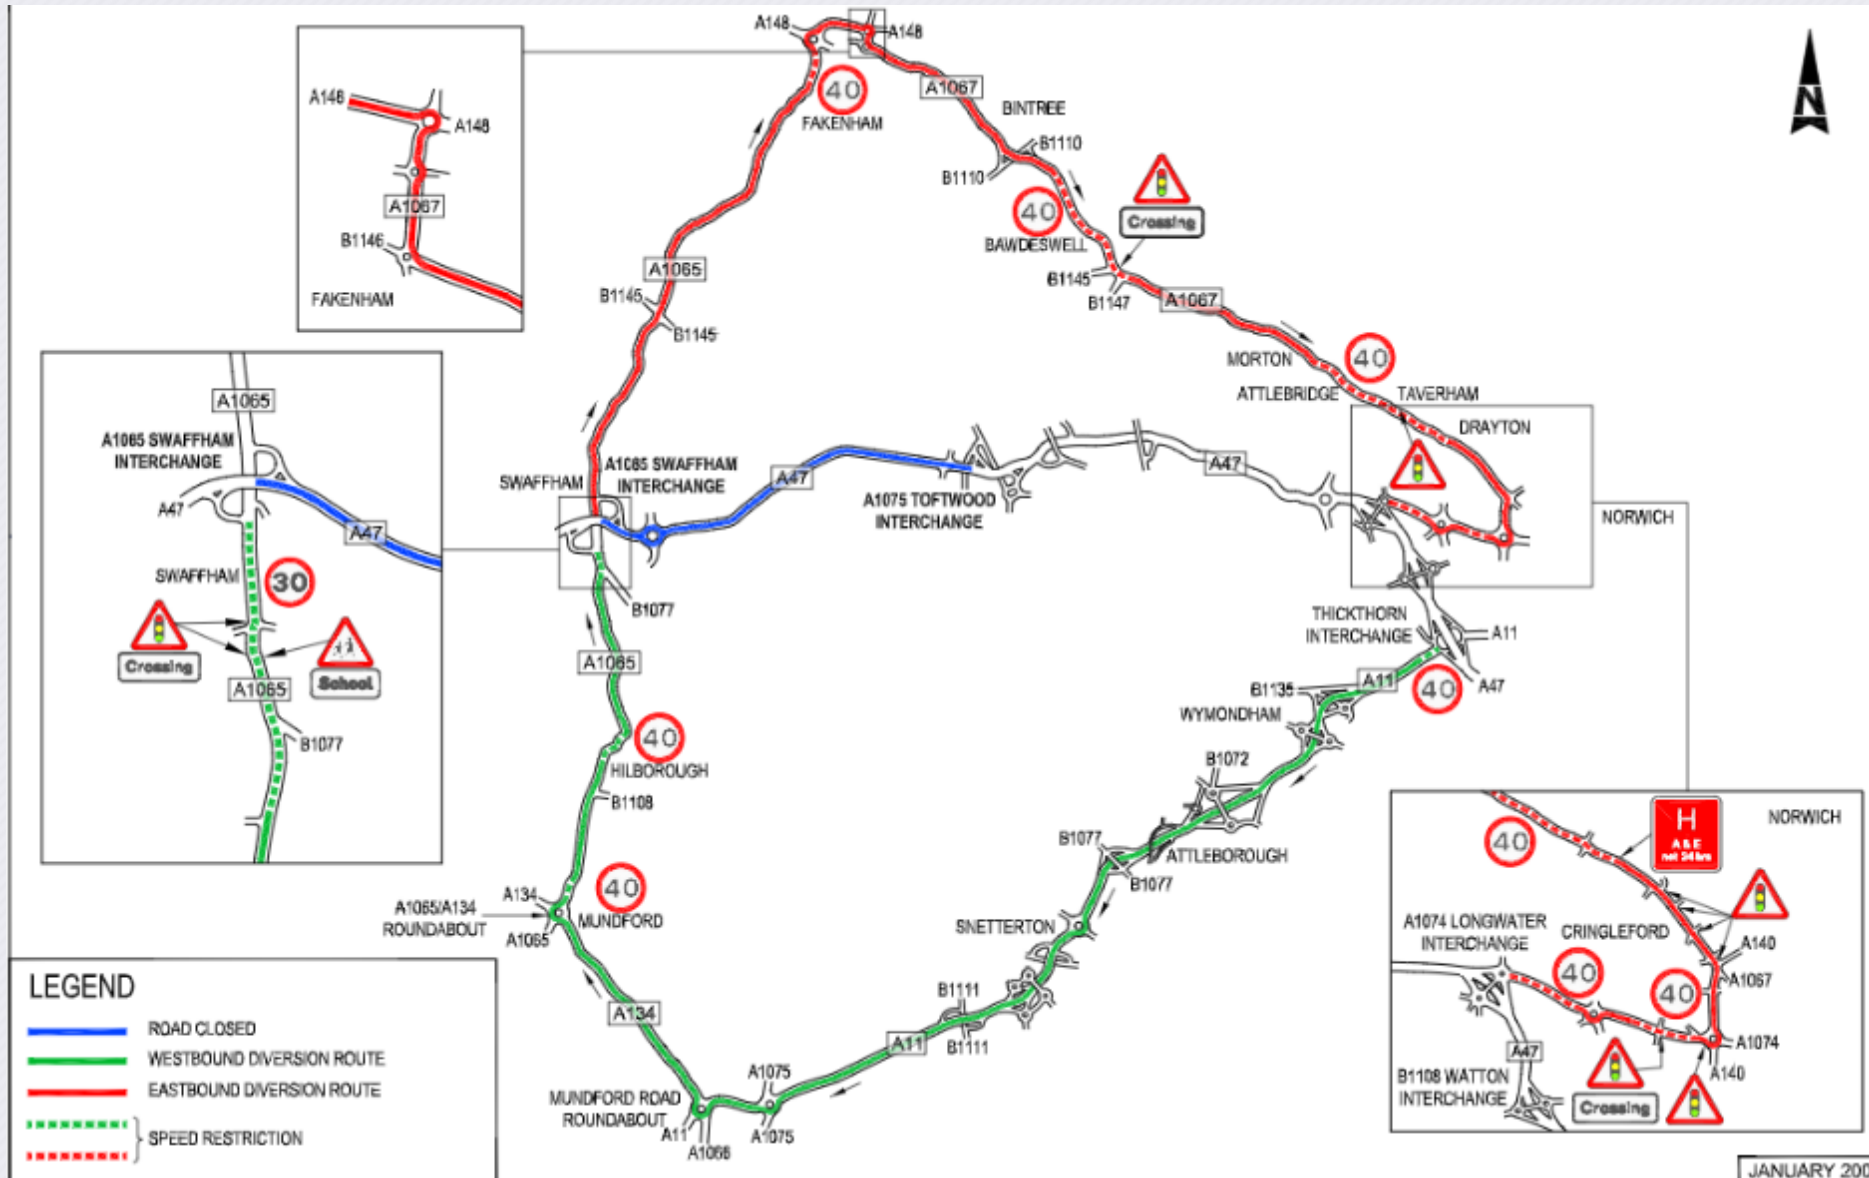 A148
A148
40
FAKENHAM
A1067
BINTREE
B1110
B1110
40
BAWDESWELL
Crossing
B1145
B1147
A1067
MORTON
40
ATTLEBRIDGE
TAVERHAM
DRAYTON
NORWICH
N
A148
A148
A1067
B1146
FAKENHAM
A1065
B1145
B1145
A1065
A1065 SWAFFHAM
INTERCHANGE
A47
A47
SWAFFHAM
30
Crossing
School
A1065
B1077
SWAFFHAM
A1065 SWAFFHAM
INTERCHANGE
A47
A1075 TOFTWOOD
INTERCHANGE
A47
B1077
A1065
40
HILBOROUGH
B1108
A134
40
MUNDFORD
A1065/A134
ROUNDABOUT
A1065
A134
MUNDFORD ROAD
ROUNDABOUT
A11
A1066
A1075
A1075
A11
B1111
B1111
SNETTERTON
B1077
B1077
ATTLEBOROUGH
B1072
WYMONDHAM
B1135
A11
40
THICKTHORN
INTERCHANGE
A11
A47
40
H
A & E
not 24 hrs
NORWICH
A1074 LONGWATER
INTERCHANGE
CRINGLEFORD
40
40
A140
A1067
A1074
A140
A47
B1108 WATTON
INTERCHANGE
Crossing
LEGEND
ROAD CLOSED
WESTBOUND DIVERSION ROUTE
EASTBOUND DIVERSION ROUTE
SPEED RESTRICTION
JANUARY 200